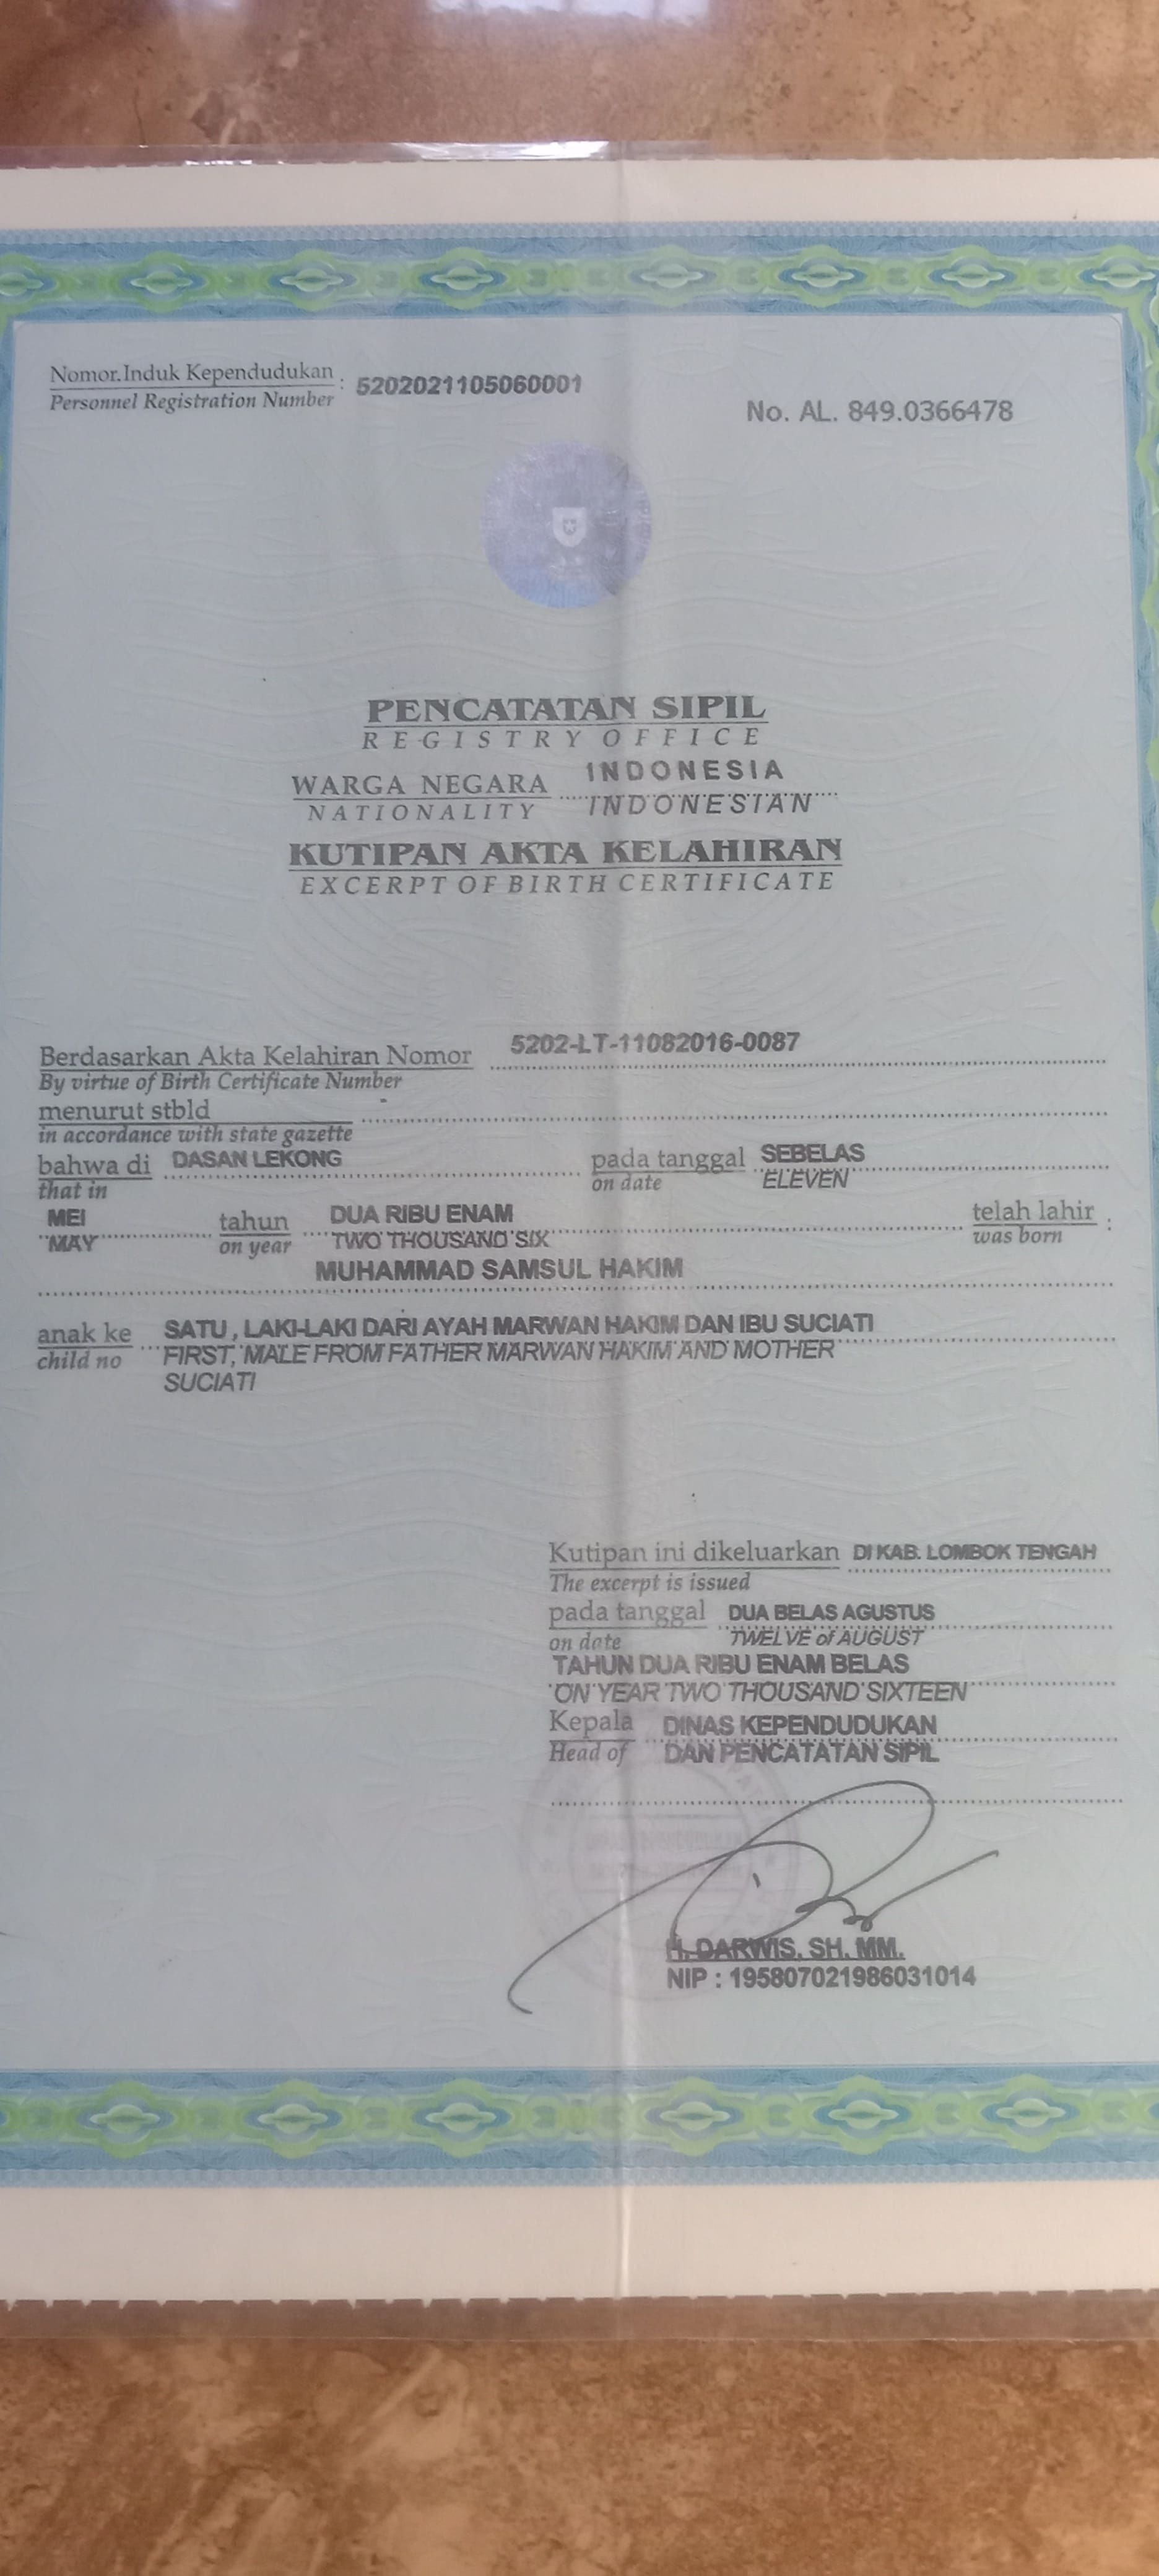 Nomor.Induk Kependudukan : 5202021105060001
Personnel Registration Number
No. AL. 849.0366478
PENCATATAN SIPIL
REGISTRY OFFICE
WARGA NEGARA INDONESIA
NATIONALITY INDONESIAN
KUTIPAN AKTA KELAHIRAN
EXCERPT OF BIRTH CERTIFICATE
Berdasarkan Akta Kelahiran Nomor 5202-LT-11082016-0087
By virtue of Birth Certificate Number
menurut stbld -
in accordance with state gazette
bahwa di DASAN LEKONG pada tanggal SEBELAS
that in on date ELEVEN
MEI tahun DUA RIBU ENAM telah lahir :
MAY on year TWO THOUSAND SIX was born
MUHAMMAD SAMSUL HAKIM
anak ke SATU, LAKI-LAKI DARI AYAH MARWAN HAKIM DAN IBU SUCIATI
child no FIRST, MALE FROM FATHER MARWAN HAKIM AND MOTHER
SUCIATI
Kutipan ini dikeluarkan DI KAB. LOMBOK TENGAH
The excerpt is issued
pada tanggal DUA BELAS AGUSTUS
on date TWELVE of AUGUST
TAHUN DUA RIBU ENAM BELAS
ON YEAR TWO THOUSAND SIXTEEN
Kepala DINAS KEPENDUDUKAN
Head of DAN PENCATATAN SIPIL
H. DARWIS, SH. MM.
NIP : 195807021986031014